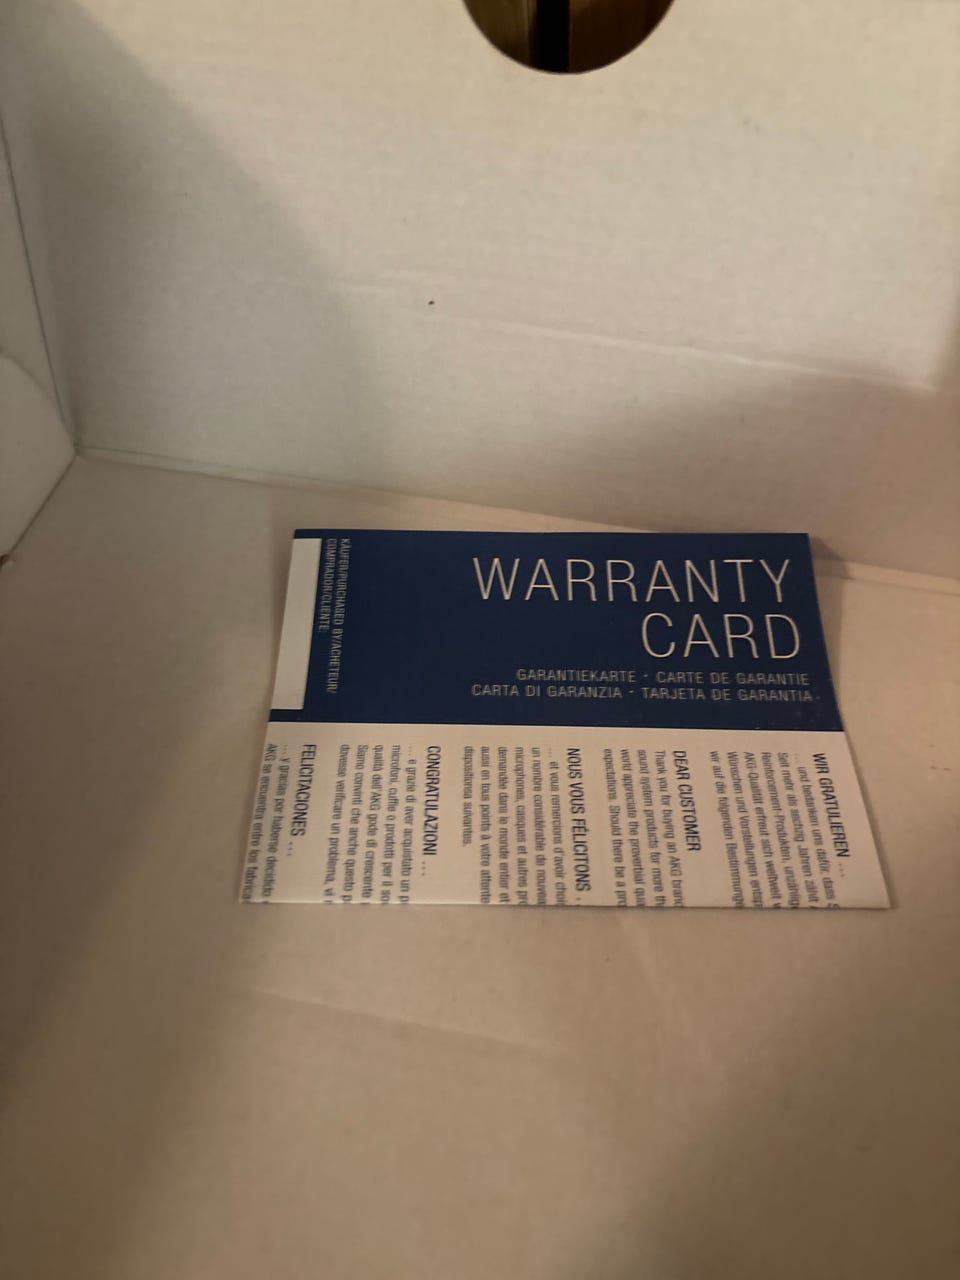 WARRANTY
CARD
GARANTIEKARTE • CARTE DE GARANTIE
CARTA DI GARANZIA • TARJETA DE GARANTIA
KÄUFER/PURCHASED BY/ACHETEUR/
COMPRADOR/CLIENTE:
WIR GRATULIEREN ...
... und bedanken uns dafür, dass S
Seit mehr als sechzig Jahren zählt
Reinforcement-Produkten, unzählig
AKG-Qualität erfreut sich weltweit
Wünschen und Vorstellungen entsp
wir auf die folgenden Bestimmunge
DEAR CUSTOMER
Thank you for buying an AKG brand
sound system products for more th
world appreciate the proverbial qua
expectations. Should there be a pro
NOUS VOUS FÉLICITONS
... et vous remercions d'avoir choi
un nombre considérable de nouvea
microphones, casques et autres pro
demande dans le monde entier et
aussi en tous points à votre attente
dispositions suivantes.
CONGRATULAZIONI ...
... e grazie di aver acquistato un p
microfoni, cuffie o prodotti per il so
qualità dell'AKG gode di crescente
Siamo convinti che anche questo p
dovesse verificare un problema, vi
FELICITACIONES ...
... y gracias por haberse decidido
AKG se encuentra entre los fabrica